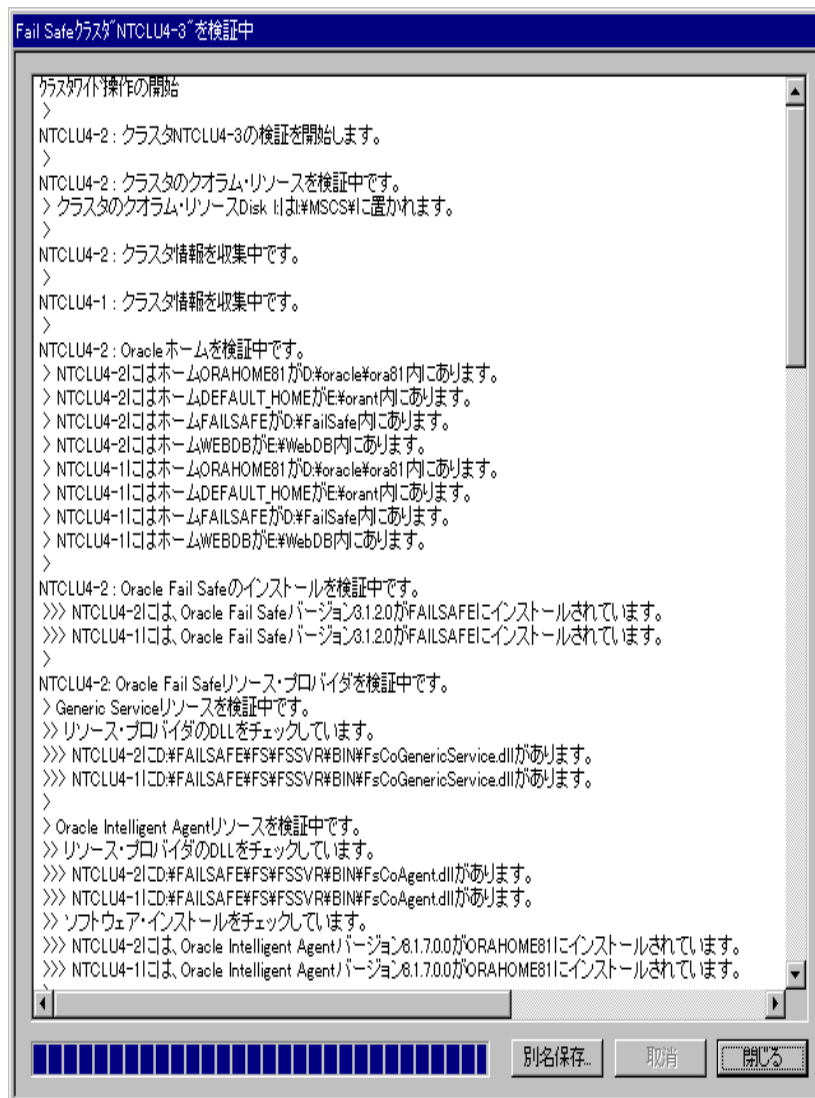 Fail Safeクラスタ"NTCLU4-3"を検証中
クラスタワイド操作の開始
>
NTCLU4-2 : クラスタNTCLU4-3の検証を開始します。
>
NTCLU4-2 : クラスタのクオラム・リソースを検証中です。
> クラスタのクオラム・リソースDisk I:はI:¥MSCS¥に置かれます。
>
NTCLU4-2 : クラスタ情報を収集中です。
>
NTCLU4-1 : クラスタ情報を収集中です。
>
NTCLU4-2 : Oracleホームを検証中です。
> NTCLU4-2にはホームORAHOME81がD:¥oracle¥ora81内にあります。
> NTCLU4-2にはホームDEFAULT_HOMEがE:¥orant内にあります。
> NTCLU4-2にはホームFAILSAFEがD:¥FailSafe内にあります。
> NTCLU4-2にはホームWEBDBがE:¥WebDB内にあります。
> NTCLU4-1にはホームORAHOME81がD:¥oracle¥ora81内にあります。
> NTCLU4-1にはホームDEFAULT_HOMEがE:¥orant内にあります。
> NTCLU4-1にはホームFAILSAFEがD:¥FailSafe内にあります。
> NTCLU4-1にはホームWEBDBがE:¥WebDB内にあります。
>
NTCLU4-2 : Oracle Fail Safeのインストールを検証中です。
>>> NTCLU4-2には、Oracle Fail Safeバージョン3.1.2.0がFAILSAFEにインストールされています。
>>> NTCLU4-1には、Oracle Fail Safeバージョン3.1.2.0がFAILSAFEにインストールされています。
>
NTCLU4-2: Oracle Fail Safeリソース・プロバイダを検証中です。
> Generic Serviceリソースを検証中です。
>> リソース・プロバイダのDLLをチェックしています。
>>> NTCLU4-2にD:¥FAILSAFE¥FS¥FSSVR¥BIN¥FsCoGenericService.dllがあります。
>>> NTCLU4-1にD:¥FAILSAFE¥FS¥FSSVR¥BIN¥FsCoGenericService.dllがあります。
>
> Oracle Intelligent Agentリソースを検証中です。
>> リソース・プロバイダのDLLをチェックしています。
>>> NTCLU4-2にD:¥FAILSAFE¥FS¥FSSVR¥BIN¥FsCoAgent.dllがあります。
>>> NTCLU4-1にD:¥FAILSAFE¥FS¥FSSVR¥BIN¥FsCoAgent.dllがあります。
>> ソフトウェア・インストールをチェックしています。
>>> NTCLU4-2には、Oracle Intelligent Agentバージョン8.1.7.0.0がORAHOME81にインストールされています。
>>> NTCLU4-1には、Oracle Intelligent Agentバージョン8.1.7.0.0がORAHOME81にインストールされています。
>
別名保存... 取消 閉じる